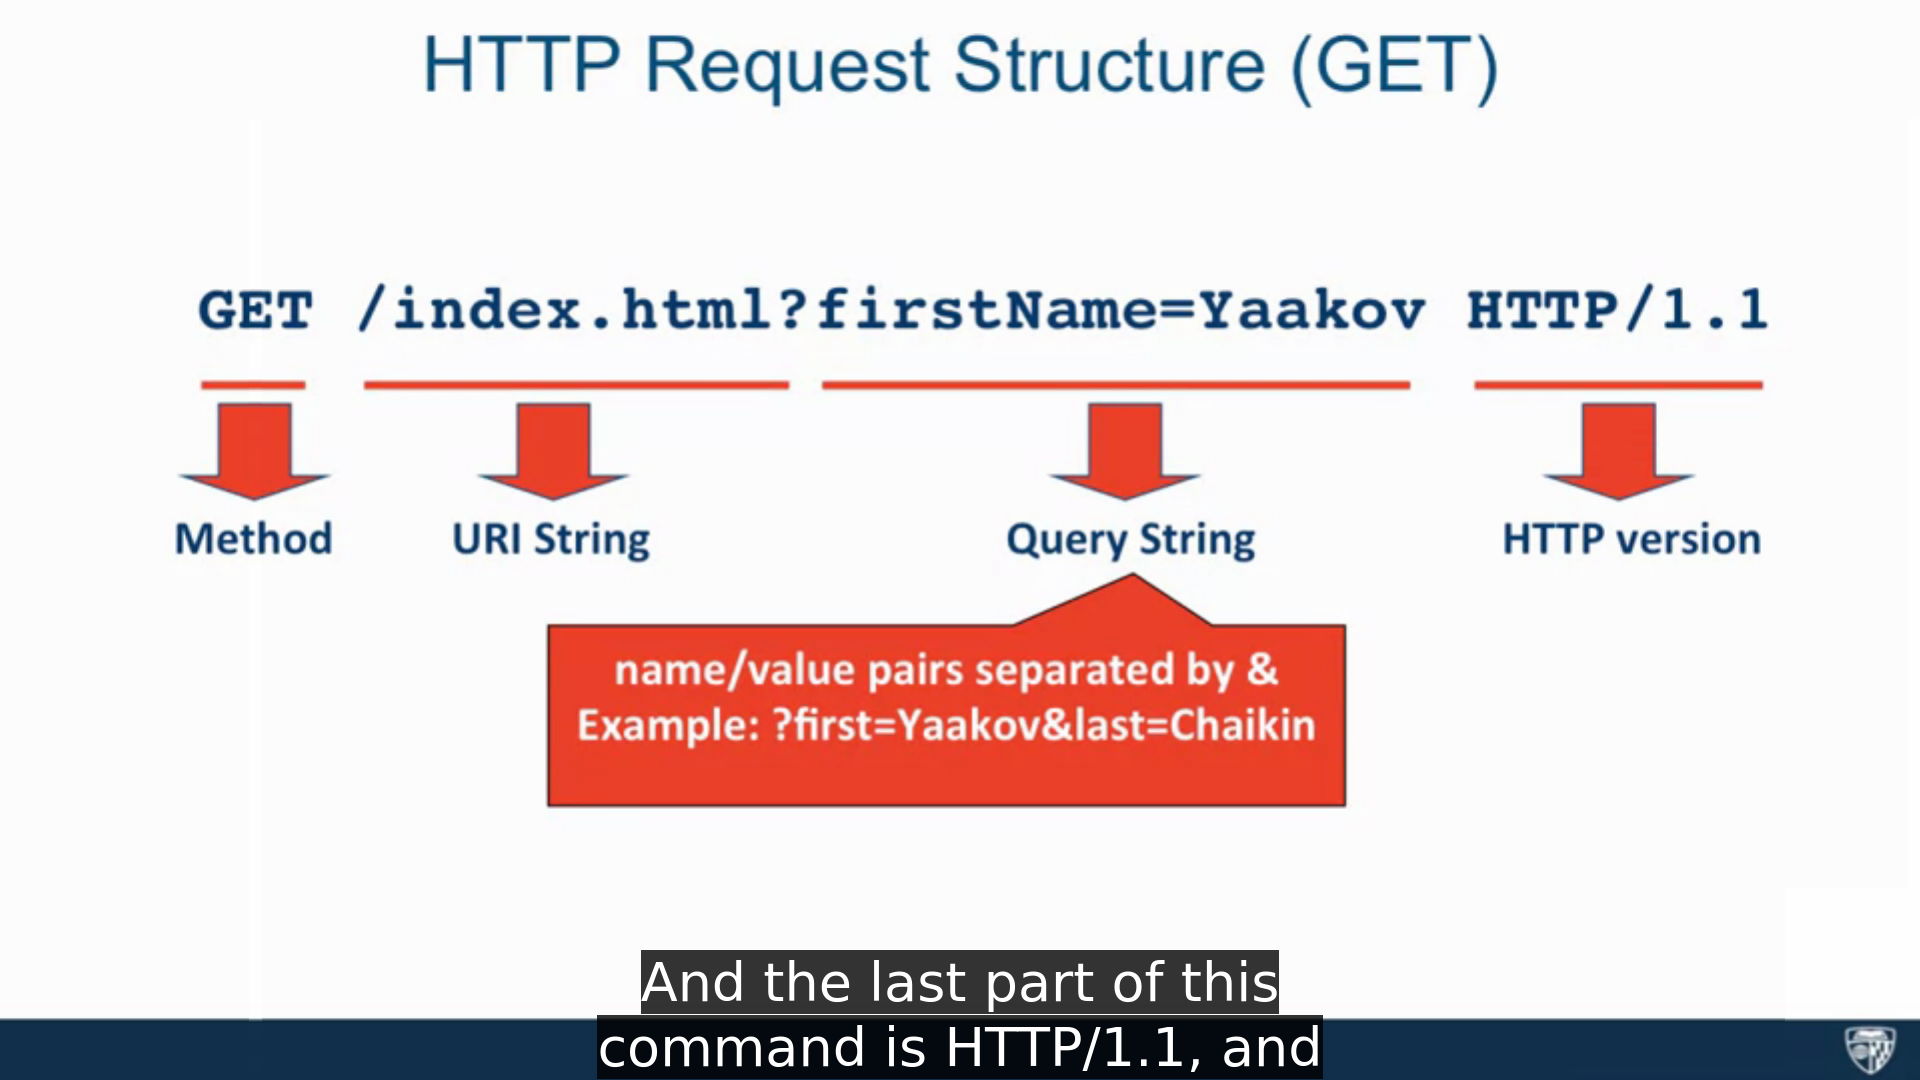 HTTP Request Structure (GET)
GET /index.html?firstName=Yaakov HTTP/1.1
Method URI String Query String HTTP version
name/value pairs separated by &
Example: ?first=Yaakov&last=Chaikin
And the last part of this
command is HTTP/1.1, and